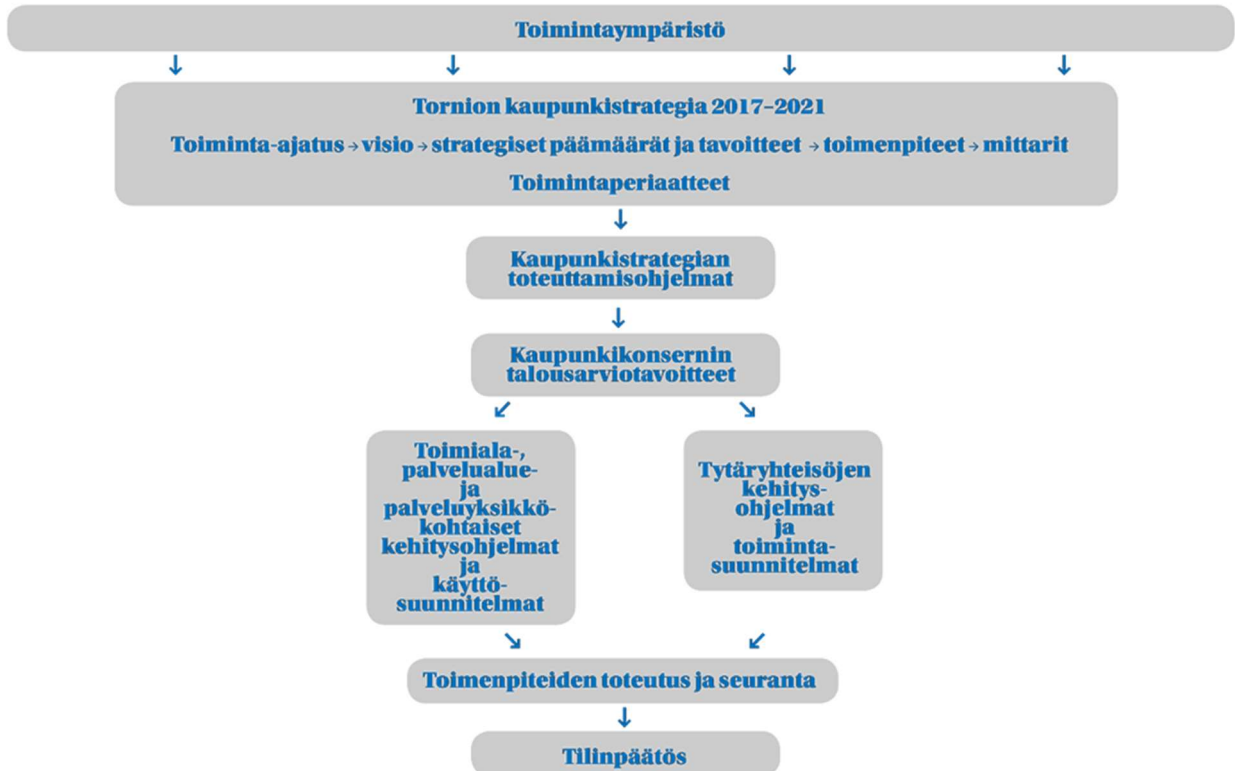 Toimintaympäristö
↓ ↓ ↓ ↓
Tornion kaupunkistrategia 2017–2021
Toiminta-ajatus → visio → strategiset päämäärät ja tavoitteet → toimenpiteet → mittarit
Toimintaperiaatteet
↓
Kaupunkistrategian
toteuttamisohjelmat
↓
Kaupunkikonsernin
talousarviotavoitteet
↙ ↘
Toimiala-,
palvelualue-
ja
palveluyksikkö-
kohtaiset
kehitysohjelmat
ja
käyttö-
suunnitelmat
Tytäryhteisöjen
kehitys-
ohjelmat
ja
toiminta-
suunnitelmat
↘ ↙
Toimenpiteiden toteutus ja seuranta
↓
Tilinpäätös